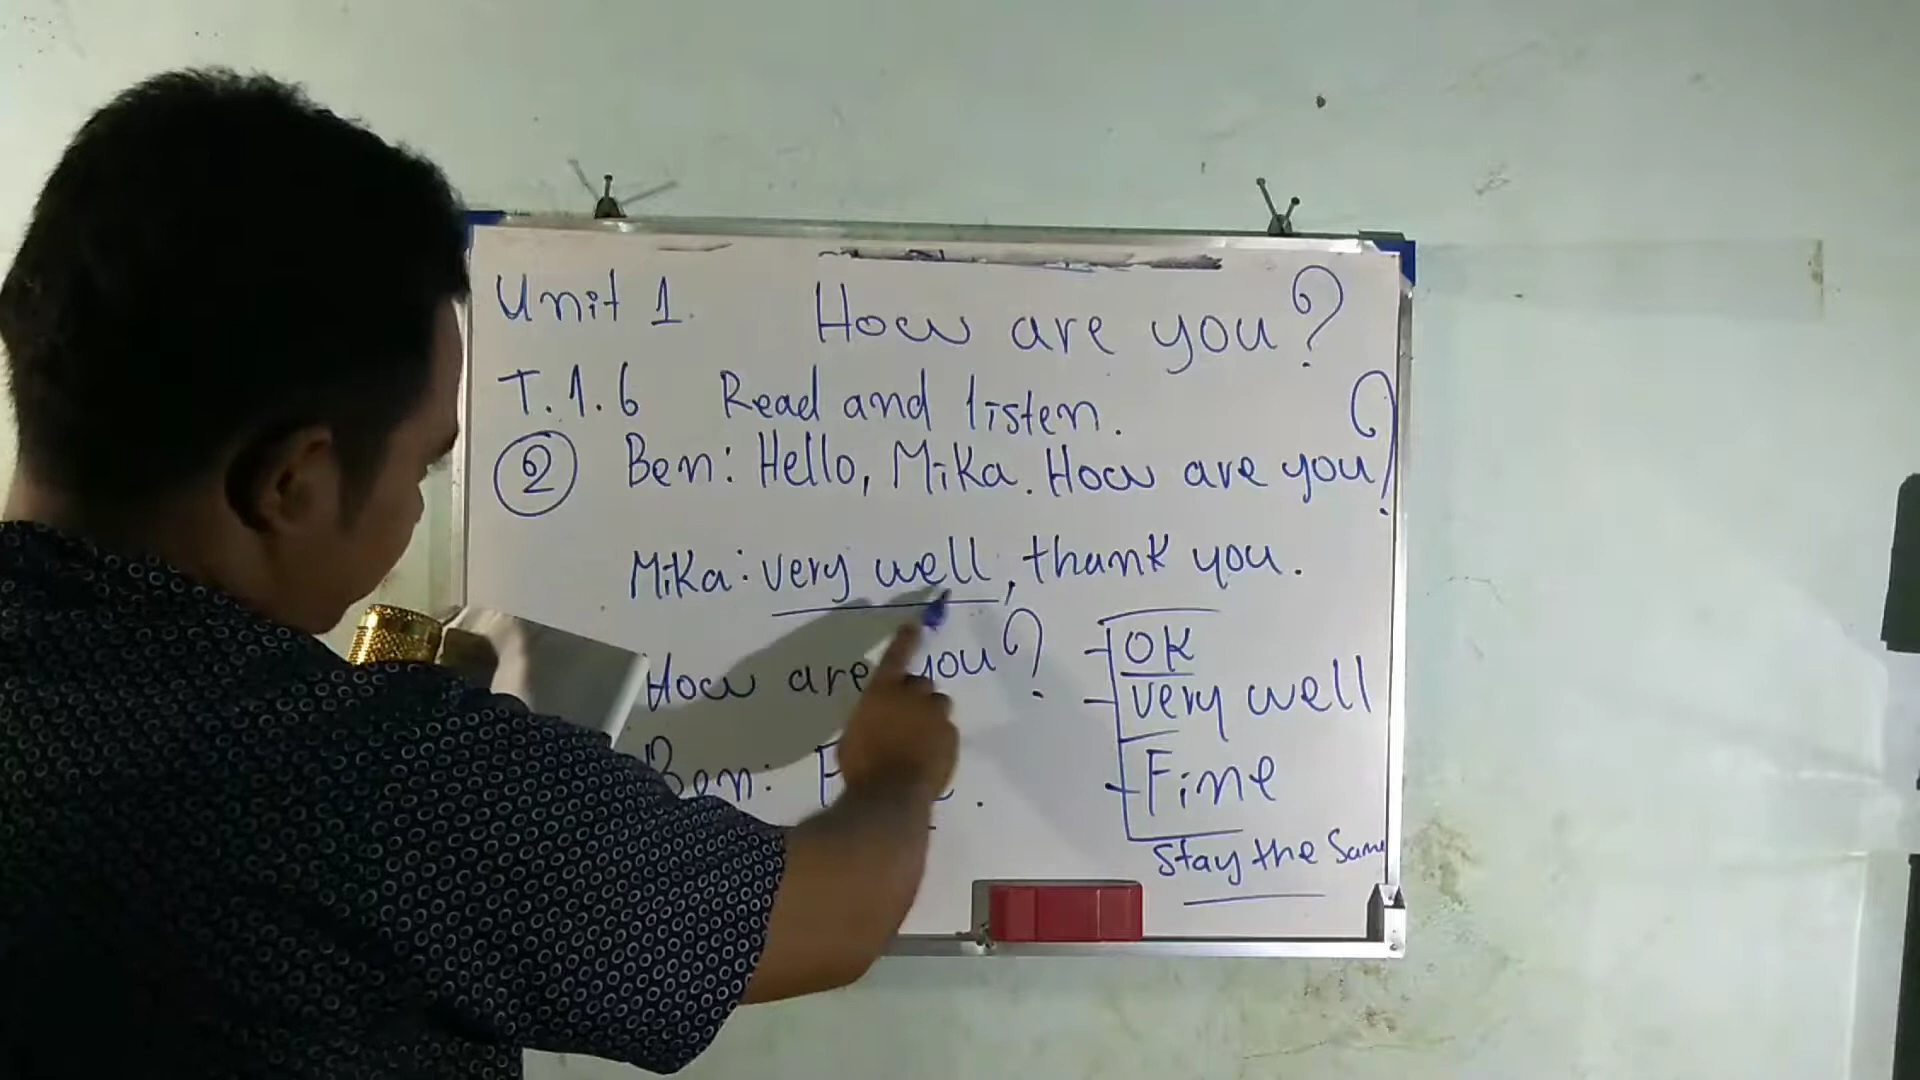 Unit 1. How are you?
T.1.6 Read and listen.
2 Ben: Hello, Mika. How are you?
Mika: very well, thank you.
How are you?
Ben: F .
OK
very well
Fine
Stay the Same